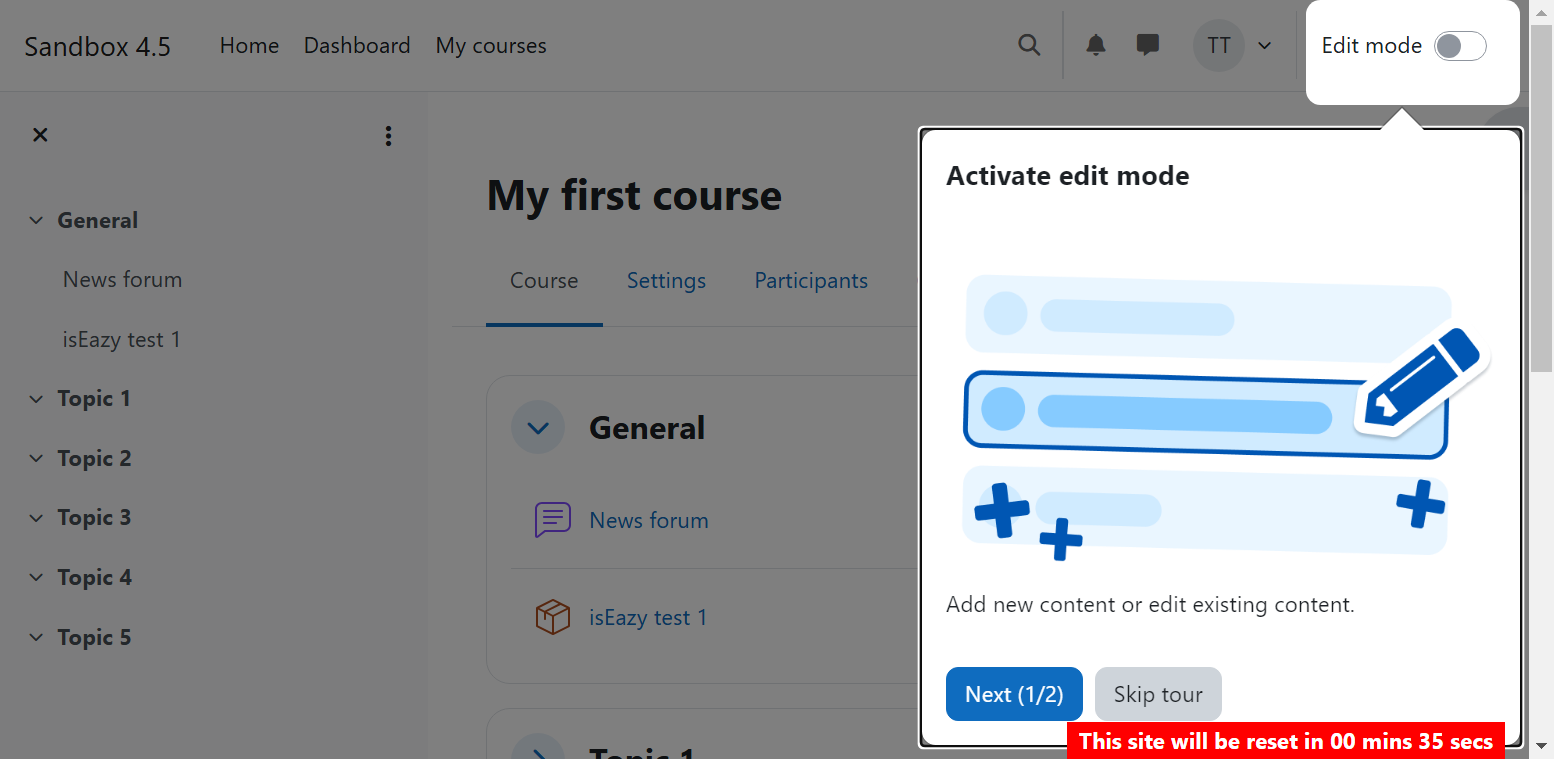 Sandbox 4.5
Home
Dashboard
My courses
TT
Edit mode
General
News forum
isEazy test 1
Topic 1
Topic 2
Topic 3
Topic 4
Topic 5
My first course
Course
Settings
Participants
General
News forum
isEazy test 1
Topic 1
Activate edit mode
Add new content or edit existing content.
Next (1/2)
Skip tour
This site will be reset in 00 mins 35 secs